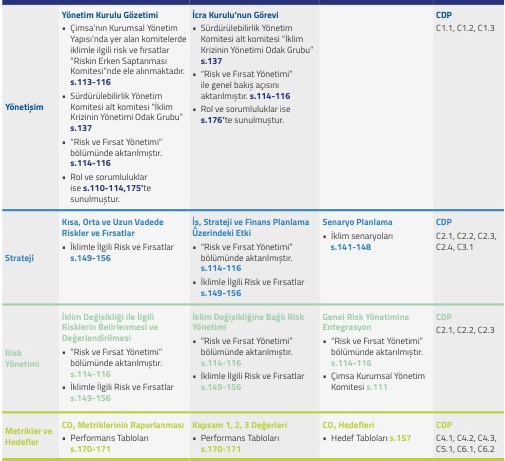 Yönetişim
Yönetim Kurulu Gözetimi
• Çimsa'nın Kurumsal Yönetim
Yapısı'nda yer alan komitelerde
iklimle ilgili risk ve fırsatlar
"Riskin Erken Saptanması
Komitesi"nde ele alınmaktadır.
s.113-116
• Sürdürülebilirlik Yönetim
Komitesi alt komitesi "İklim
Krizinin Yönetimi Odak Grubu"
s.137
• "Risk ve Fırsat Yönetimi"
bölümünde aktarılmıştır.
s.114-116
• Rol ve sorumluluklar
ise s.110-114,175'te
sunulmuştur.
İcra Kurulu'nun Görevi
• Sürdürülebilirlik Yönetim
Komitesi alt komitesi "İklim
Krizinin Yönetimi Odak Grubu"
s.137
• "Risk ve Fırsat Yönetimi"
ile genel bakış açısını
aktarılmıştır. s.114-116
• Rol ve sorumluluklar ise
s.176'te sunulmuştur.
CDP
C1.1, C1.2, C1.3
Strateji
Kısa, Orta ve Uzun Vadede
Riskler ve Fırsatlar
• İklimle İlgili Risk ve Fırsatlar
s.149-156
İş, Strateji ve Finans Planlama
Üzerindeki Etki
• "Risk ve Fırsat Yönetimi"
bölümünde aktarılmıştır.
s.114-116
• İklimle İlgili Risk ve Fırsatlar
s.149-156
Senaryo Planlama
• İklim senaryoları
s.141-148
CDP
C2.1, C2.2, C2.3,
C2.4, C3.1
Risk
Yönetimi
İklim Değişikliği ile İlgili
Risklerin Belirlenmesi ve
Değerlendirilmesi
• "Risk ve Fırsat Yönetimi"
bölümünde aktarılmıştır.
s.114-116
• İklimle İlgili Risk ve Fırsatlar
s.149-156
İklim Değişikliğine Bağlı Risk
Yönetimi
• "Risk ve Fırsat Yönetimi"
bölümünde aktarılmıştır.
s.114-116
• İklimle İlgili Risk ve Fırsatlar
s.149-156
Genel Risk Yönetimine
Entegrasyon
• "Risk ve Fırsat Yönetimi"
bölümünde aktarılmıştır.
s.114-116
• Çimsa Kurumsal Yönetim
Komitesi s.111
CDP
C2.1, C2.2, C2.3
Metrikler ve
Hedefler
CO₂ Metriklerinin Raporlanması
• Performans Tabloları
s.170-171
Kapsam 1, 2, 3 Değerleri
• Performans Tabloları
s.170-171
CO₂ Hedefleri
• Hedef Tabloları s.157
CDP
C4.1, C4.2, C4.3,
C5.1, C6.1, C6.2